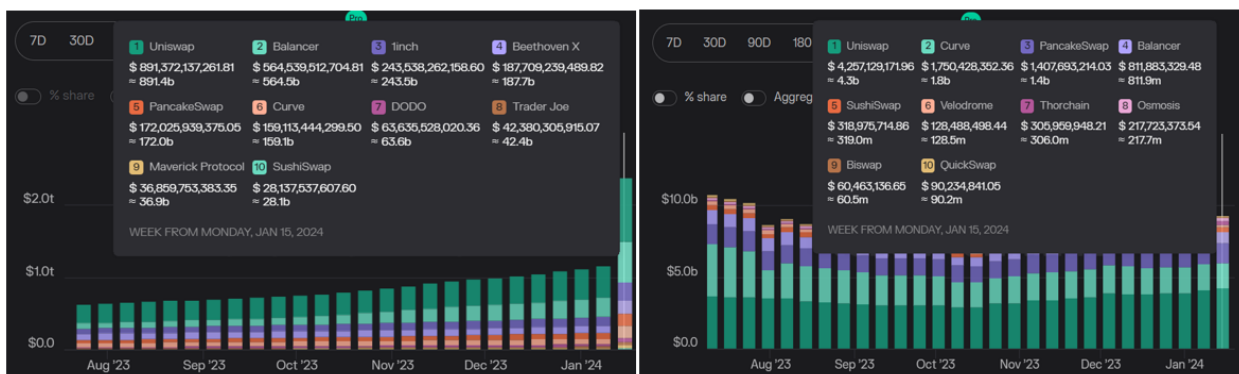 Pro
7D 30D
% share
1 Uniswap 2 Balancer 3 1inch 4 Beethoven X
$ 891,372,137,261.81 $ 564,539,512,704.81 $ 243,538,262,158.60 $ 187,709,239,489.82
≈ 891.4b ≈ 564.5b ≈ 243.5b ≈ 187.7b
5 PancakeSwap 6 Curve 7 DODO 8 Trader Joe
$ 172,025,939,375.05 $ 159,113,444,299.50 $ 63,635,528,020.36 $ 42,380,305,915.07
≈ 172.0b ≈ 159.1b ≈ 63.6b ≈ 42.4b
9 Maverick Protocol 10 SushiSwap
$ 36,859,753,383.35 $ 28,137,537,607.60
≈ 36.9b ≈ 28.1b
WEEK FROM MONDAY, JAN 15, 2024
$2.0t
$1.0t
$0.0
Aug '23 Sep '23 Oct '23 Nov '23 Dec '23 Jan '24
7D 30D 90D 180
% share Aggreg
1 Uniswap 2 Curve 3 PancakeSwap 4 Balancer
$ 4,257,129,171.96 $ 1,750,428,352.36 $ 1,407,693,214.03 $ 811,883,329.48
≈ 4.3b ≈ 1.8b ≈ 1.4b ≈ 811.9m
5 SushiSwap 6 Velodrome 7 Thorchain 8 Osmosis
$ 318,975,714.86 $ 128,488,498.44 $ 305,959,948.21 $ 217,723,373.54
≈ 319.0m ≈ 128.5m ≈ 306.0m ≈ 217.7m
9 Biswap 10 QuickSwap
$ 60,463,136.65 $ 90,234,841.05
≈ 60.5m ≈ 90.2m
WEEK FROM MONDAY, JAN 15, 2024
$10.0b
$5.0b
$0.0
Aug '23 Sep '23 Oct '23 Nov '23 Dec '23 Jan '24